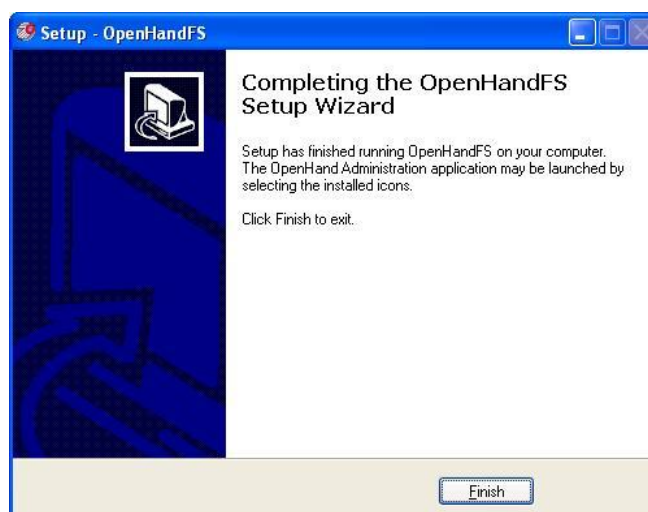 Setup - OpenHandFS
Completing the OpenHandFS
Setup Wizard
Setup has finished running OpenHandFS on your computer.
The OpenHand Administration application may be launched by
selecting the installed icons.
Click Finish to exit.
Finish